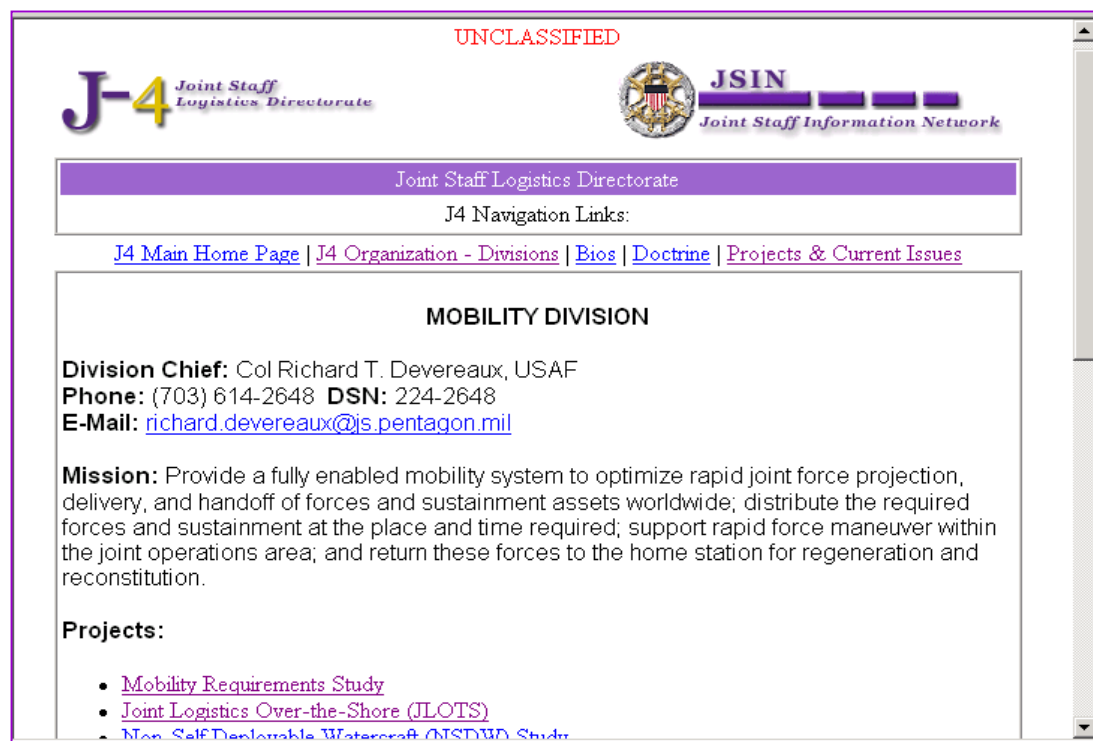 UNCLASSIFIED
J-4 Joint Staff
Logistics Directorate
JSIN
Joint Staff Information Network
Joint Staff Logistics Directorate
J4 Navigation Links:
J4 Main Home Page | J4 Organization - Divisions | Bios | Doctrine | Projects & Current Issues
MOBILITY DIVISION
Division Chief: Col Richard T. Devereaux, USAF
Phone: (703) 614-2648 DSN: 224-2648
E-Mail: richard.devereaux@js.pentagon.mil
Mission: Provide a fully enabled mobility system to optimize rapid joint force projection,
delivery, and handoff of forces and sustainment assets worldwide; distribute the required
forces and sustainment at the place and time required; support rapid force maneuver within
the joint operations area; and return these forces to the home station for regeneration and
reconstitution.
Projects:
• Mobility Requirements Study
• Joint Logistics Over-the-Shore (JLOTS)
• Non-Self Deployable Watercraft (NSDW) Study